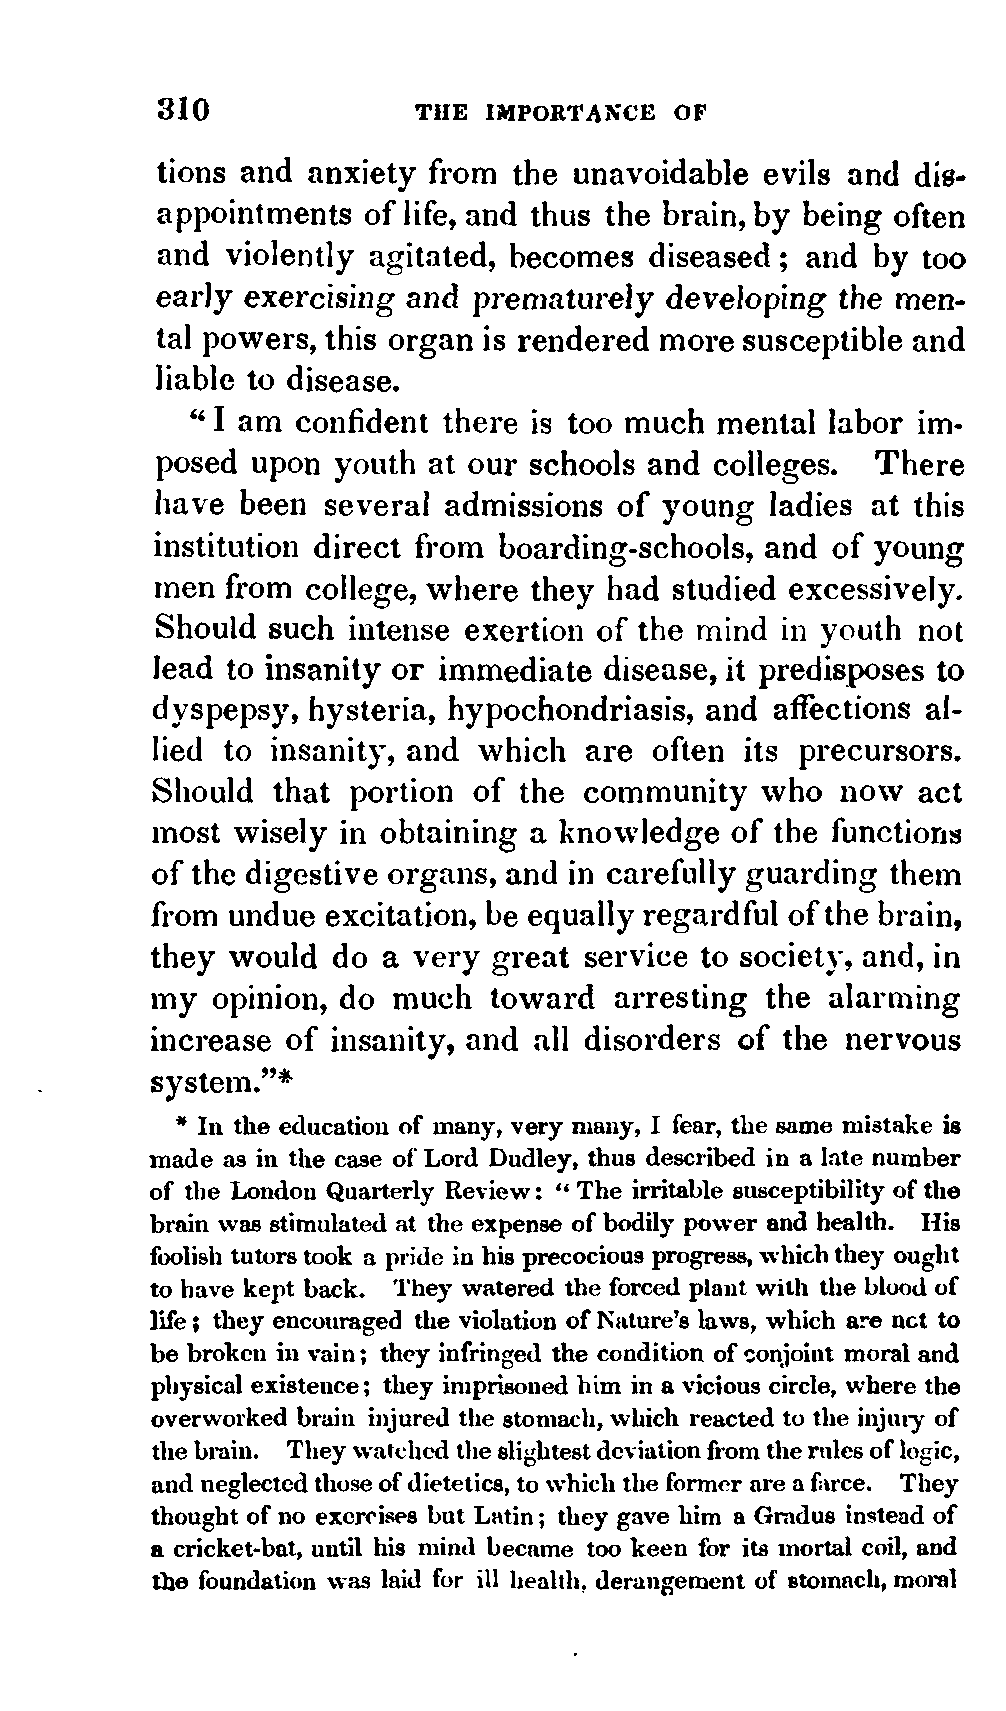 310 THE IMPORTANCE OF
tions and anxiety from the unavoidable evils and dis-
appointments of life, and thus the brain, by being often
and violently agitated, becomes diseased; and by too
early exercising and prematurely developing the men-
tal powers, this organ is rendered more susceptible and
liable to disease.
“I am confident there is too much mental labor im-
posed upon youth at our schools and colleges. There
have been several admissions of young ladies at this
institution direct from boarding-schools, and of young
men from college, where they had studied excessively.
Should such intense exertion of the mind in youth not
lead to insanity or immediate disease, it predisposes to
dyspepsy, hysteria, hypochondriasis, and affections al-
lied to insanity, and which are often its precursors.
Should that portion of the community who now act
most wisely in obtaining a knowledge of the functions
of the digestive organs, and in carefully guarding them
from undue excitation, be equally regardful of the brain,
they would do a very great service to society, and, in
my opinion, do much toward arresting the alarming
increase of insanity, and all disorders of the nervous
system.”*
* In the education of many, very many, I fear, the same mistake is
made as in the case of Lord Dudley, thus described in a late number
of the London Quarterly Review: “The irritable susceptibility of the
brain was stimulated at the expense of bodily power and health. His
foolish tutors took a pride in his precocious progress, which they ought
to have kept back. They watered the forced plant with the blood of
life; they encouraged the violation of Nature’s laws, which are not to
be broken in vain; they infringed the condition of conjoint moral and
physical existence; they imprisoned him in a vicious circle, where the
overworked brain injured the stomach, which reacted to the injury of
the brain. They watched the slightest deviation from the rules of logic,
and neglected those of dietetics, to which the former are a farce. They
thought of no exercises but Latin; they gave him a Gradus instead of
a cricket-bat, until his mind became too keen for its mortal coil, and
the foundation was laid for ill health, derangement of stomach, moral